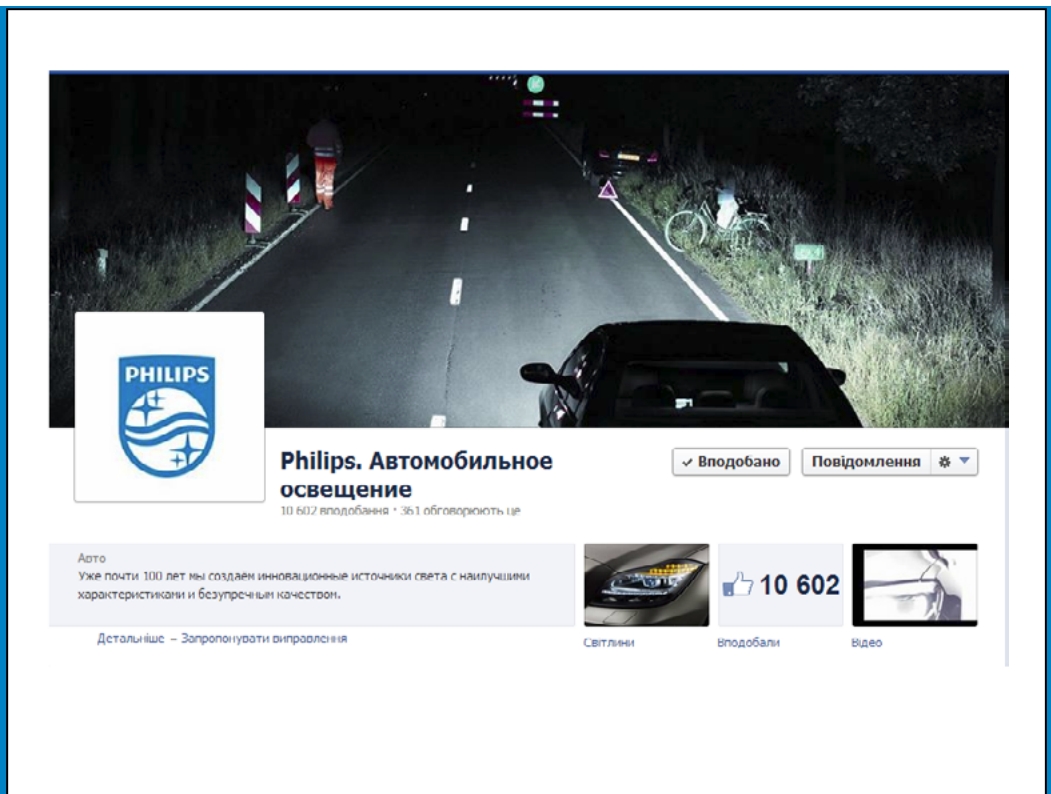 PHILIPS
Philips. Автомобильное
освещение
10 602 вподобання · 361 обговорюють це
✓ Вподобано
Повідомлення
Авто
Уже почти 100 лет мы создаем инновационные источники света с наилучшими
характеристиками и безупречным качеством.
Детальніше – Запропонувати виправлення
10 602
Світлини
Вподобали
Відео